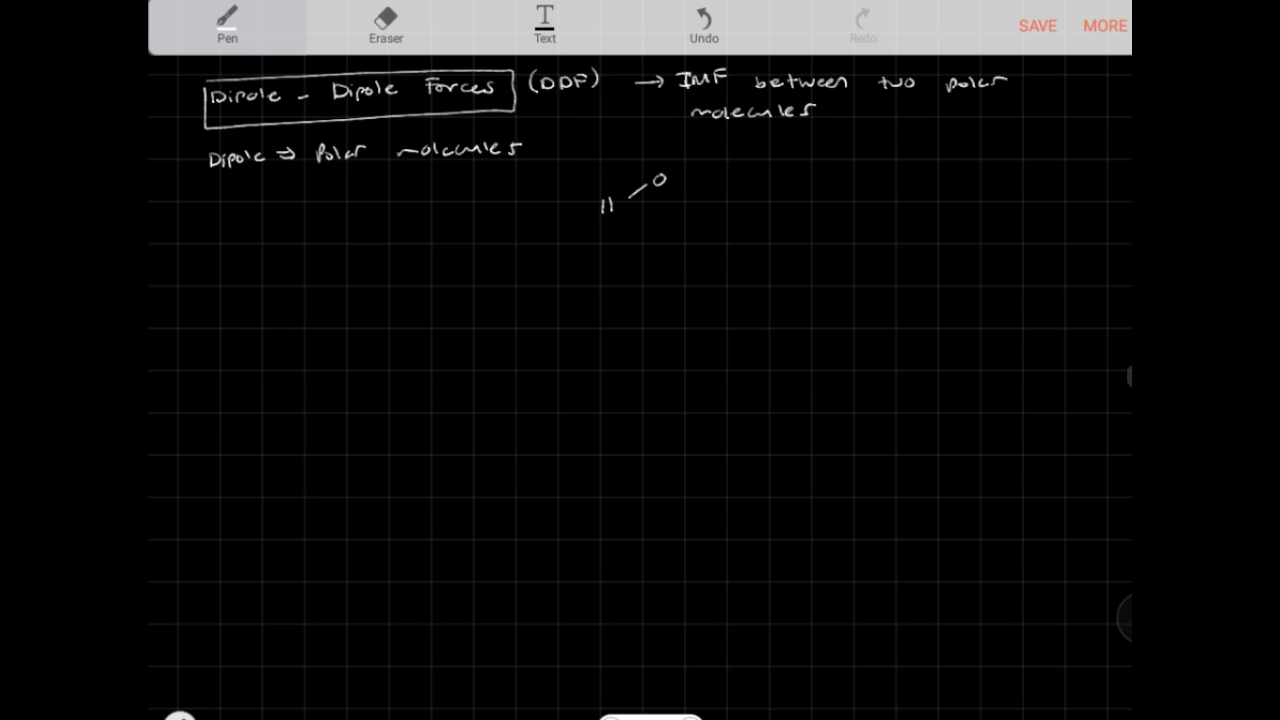 Pen Eraser Text Undo Redo SAVE MORE
Dipole - Dipole Forces (DDF) → IMF between two polar
molecules
Dipole ⇒ Polar molecules
O